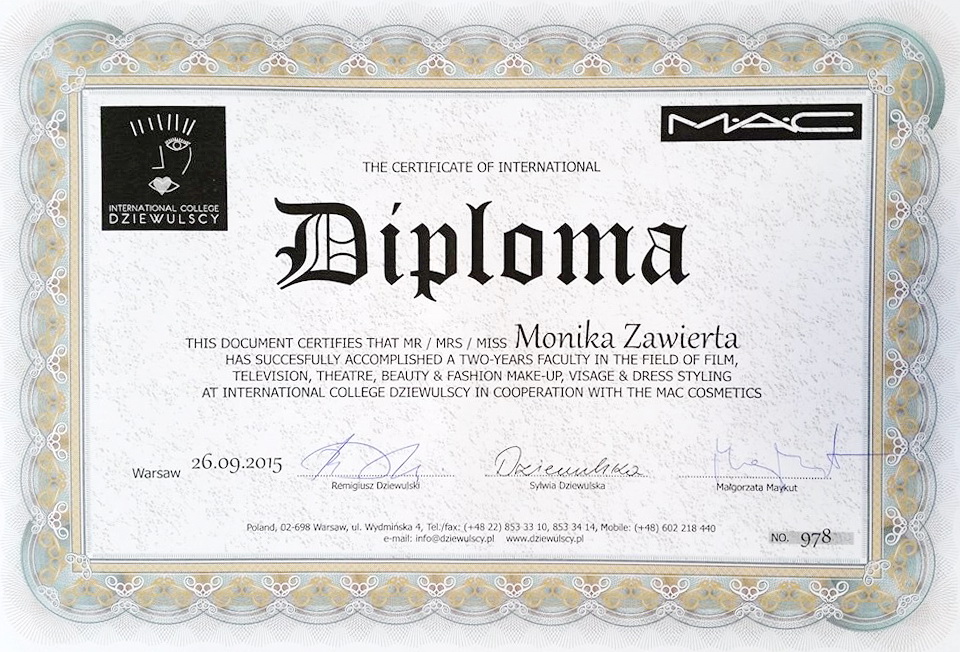 INTERNATIONAL COLLEGE
DZIEWULSCY
M·A·C
THE CERTIFICATE OF INTERNATIONAL
Diploma
THIS DOCUMENT CERTIFIES THAT MR / MRS / MISS Monika Zawierta
HAS SUCCESFULLY ACCOMPLISHED A TWO-YEARS FACULTY IN THE FIELD OF FILM,
TELEVISION, THEATRE, BEAUTY & FASHION MAKE-UP, VISAGE & DRESS STYLING
AT INTERNATIONAL COLLEGE DZIEWULSCY IN COOPERATION WITH THE MAC COSMETICS
Warsaw 26.09.2015
Dziewulska
Remigiusz Dziewulski
Sylwia Dziewulska
Małgorzata Maykut
Poland, 02-698 Warsaw, ul. Wydmińska 4, Tel./fax: (+48 22) 853 33 10, 853 34 14, Mobile: (+48) 602 218 440
e-mail: info@dziewulscy.pl www.dziewulscy.pl
NO. 978